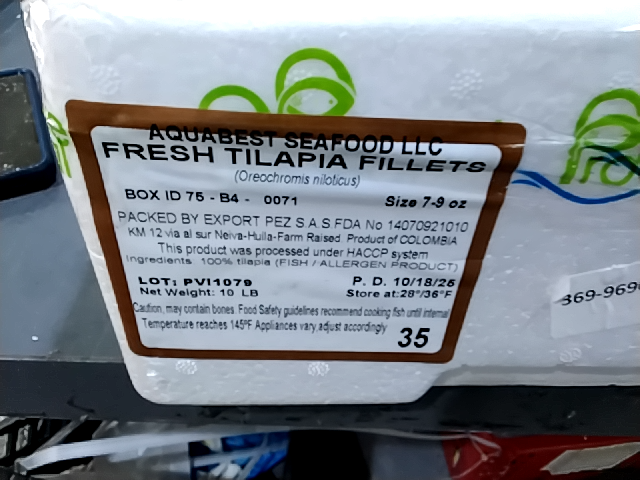 AQUABEST SEAFOOD LLC
FRESH TILAPIA FILLETS
(Oreochromis niloticus)
BOX ID 75 - B4 - 0071 Size 7-9 oz
PACKED BY EXPORT PEZ S.A.S FDA No 14070921010
KM 12 via al sur Neiva-Huila-Farm Raised. Product of COLOMBIA
This product was processed under HACCP system
Ingredients 100% tilapia (FISH / ALLERGEN PRODUCT)
LOT: PVI1079 P. D. 10/18/25
Net Weight: 10 LB Store at:28°/36°F
Caution, may contain bones. Food Safety guidelines recommend cooking fish until internal
Temperature reaches 145ºF Appliances vary, adjust accordingly
35